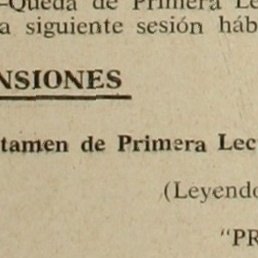 —Queda de Primera Le
a siguiente sesión háb
NSIONES
tamen de Primera Lec
(Leyendo
"PR